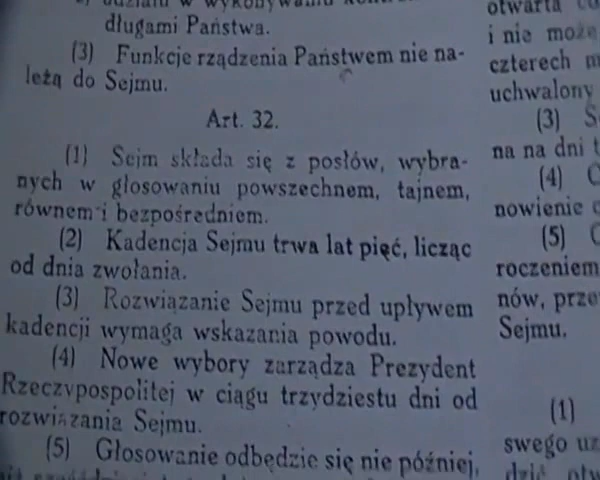 długami Państwa.
(3) Funkcje rządzenia Państwem nie na-
leżą do Sejmu.
Art. 32.
(1) Sejm składa się z posłów, wybra-
nych w głosowaniu powszechnem, tajnem,
równem i bezpośredniem.
(2) Kadencja Sejmu trwa lat pięć, licząc
od dnia zwołania.
(3) Rozwiązanie Sejmu przed upływem
kadencji wymaga wskazania powodu.
(4) Nowe wybory zarządza Prezydent
Rzeczypospolitej w ciągu trzydziestu dni od
rozwiązania Sejmu.
(5) Głosowanie odbędzie się nie później,
otwarta
i nie może
czterech
uchwalony
(3)
na na dni
(4)
nowienie
(5)
roczeniem
nów, prze
Sejmu.
(1)
swego uz